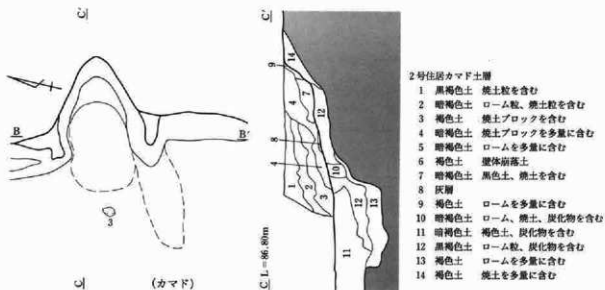 C'
C'
B
B'
3
C
(カマド)
14
9
7
4
12
8
4
10
1
2
3
12
13
11
C L=86.80m
2号住居カマド土層
1 黒褐色土 焼土粒を含む
2 暗褐色土 ローム粒、焼土粒を含む
3 褐色土 焼土ブロックを含む
4 暗褐色土 焼土ブロックを多量に含む
5 暗褐色土 ロームを多量に含む
6 褐色土 壁体崩落土
7 暗褐色土 黒色土、焼土を含む
8 灰層
9 褐色土 ロームを多量に含む
10 暗褐色土 ローム、焼土、炭化物を含む
11 暗褐色土 褐色土、炭化物を含む
12 黒褐色土 ローム粒、炭化物を含む
13 褐色土 ロームを多量に含む
14 褐色土 焼土を多量に含む